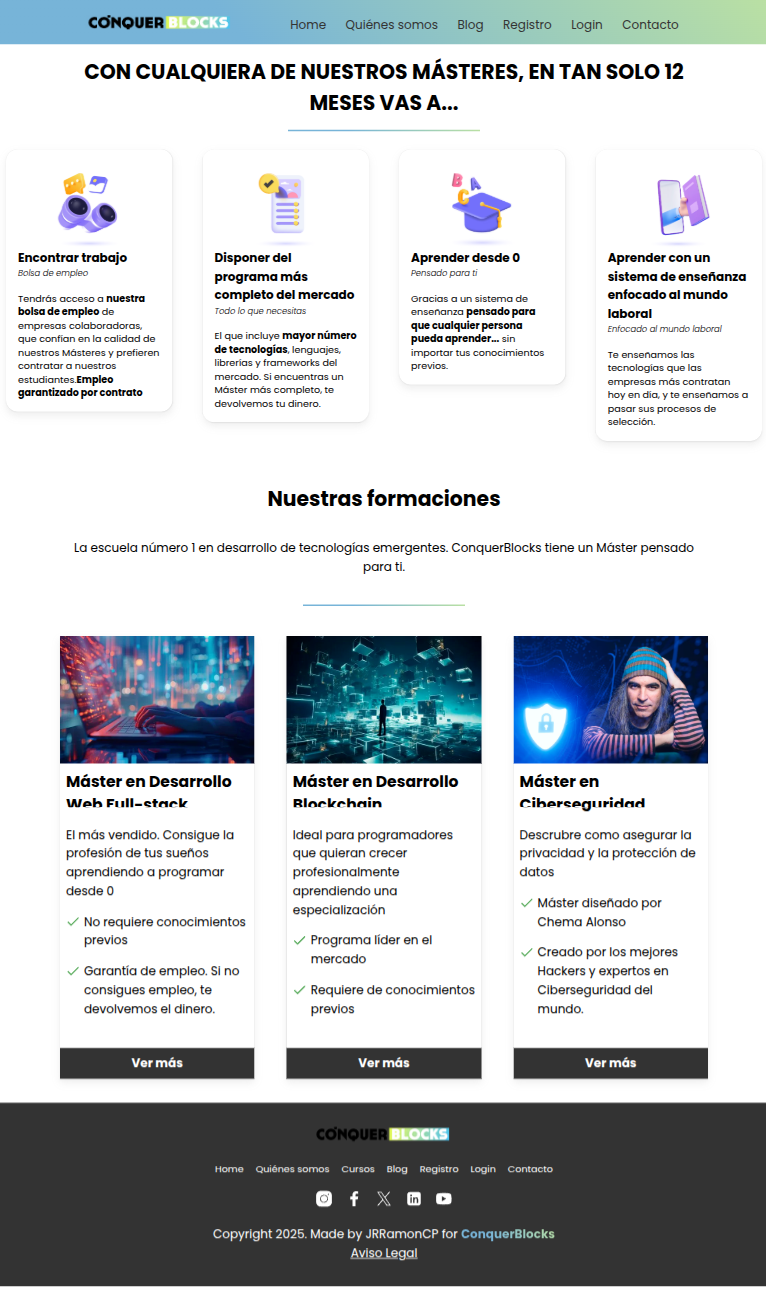 CONQUER BLOCKS
Home Quiénes somos Blog Registro Login Contacto
CON CUALQUIERA DE NUESTROS MÁSTERES, EN TAN SOLO 12
MESES VAS A...
Encontrar trabajo
Bolsa de empleo
Tendrás acceso a nuestra
bolsa de empleo de
empresas colaboradoras,
que confían en la calidad de
nuestros Másteres y prefieren
contratar a nuestros
estudiantes.Empleo
garantizado por contrato
Disponer del
programa más
completo del mercado
Todo lo que necesitas
El que incluye mayor número
de tecnologías, lenguajes,
librerías y frameworks del
mercado. Si encuentras un
Máster más completo, te
devolvemos tu dinero.
B A C
Aprender desde 0
Pensado para ti
Gracias a un sistema de
enseñanza pensado para
que cualquier persona
pueda aprender... sin
importar tus conocimientos
previos.
Aprender con un
sistema de enseñanza
enfocado al mundo
laboral
Enfocado al mundo laboral
Te enseñamos las
tecnologías que las
empresas más contratan
hoy en día, y te enseñamos a
pasar sus procesos de
selección.
Nuestras formaciones
La escuela número 1 en desarrollo de tecnologías emergentes. ConquerBlocks tiene un Máster pensado
para ti.
Máster en Desarrollo
Web Full-stack
El más vendido. Consigue la
profesión de tus sueños
aprendiendo a programar
desde 0
No requiere conocimientos
previos
Garantía de empleo. Si no
consigues empleo, te
devolvemos el dinero.
Ver más
Máster en Desarrollo
Blockchain
Ideal para programadores
que quieran crecer
profesionalmente
aprendiendo una
especialización
Programa líder en el
mercado
Requiere de conocimientos
previos
Ver más
Máster en
Ciberseguridad
Descrubre como asegurar la
privacidad y la protección de
datos
Máster diseñado por
Chema Alonso
Creado por los mejores
Hackers y expertos en
Ciberseguridad del
mundo.
Ver más
CONQUER BLOCKS
Home Quiénes somos Cursos Blog Registro Login Contacto
Copyright 2025. Made by JRRamonCP for ConquerBlocks
Aviso Legal